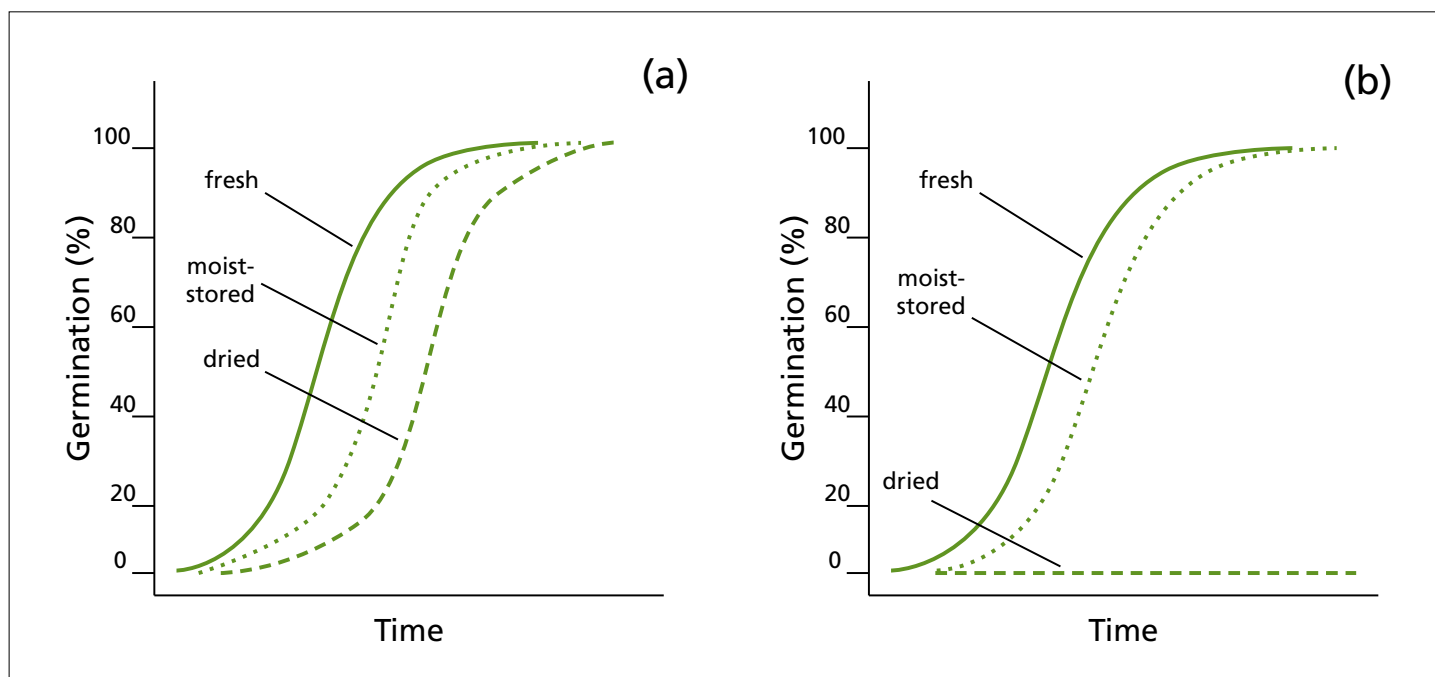 (a)
100
80
60
40
20
0
Germination (%)
fresh
moist-
stored
dried
Time
(b)
100
80
60
40
20
0
Germination (%)
fresh
moist-
stored
dried
Time